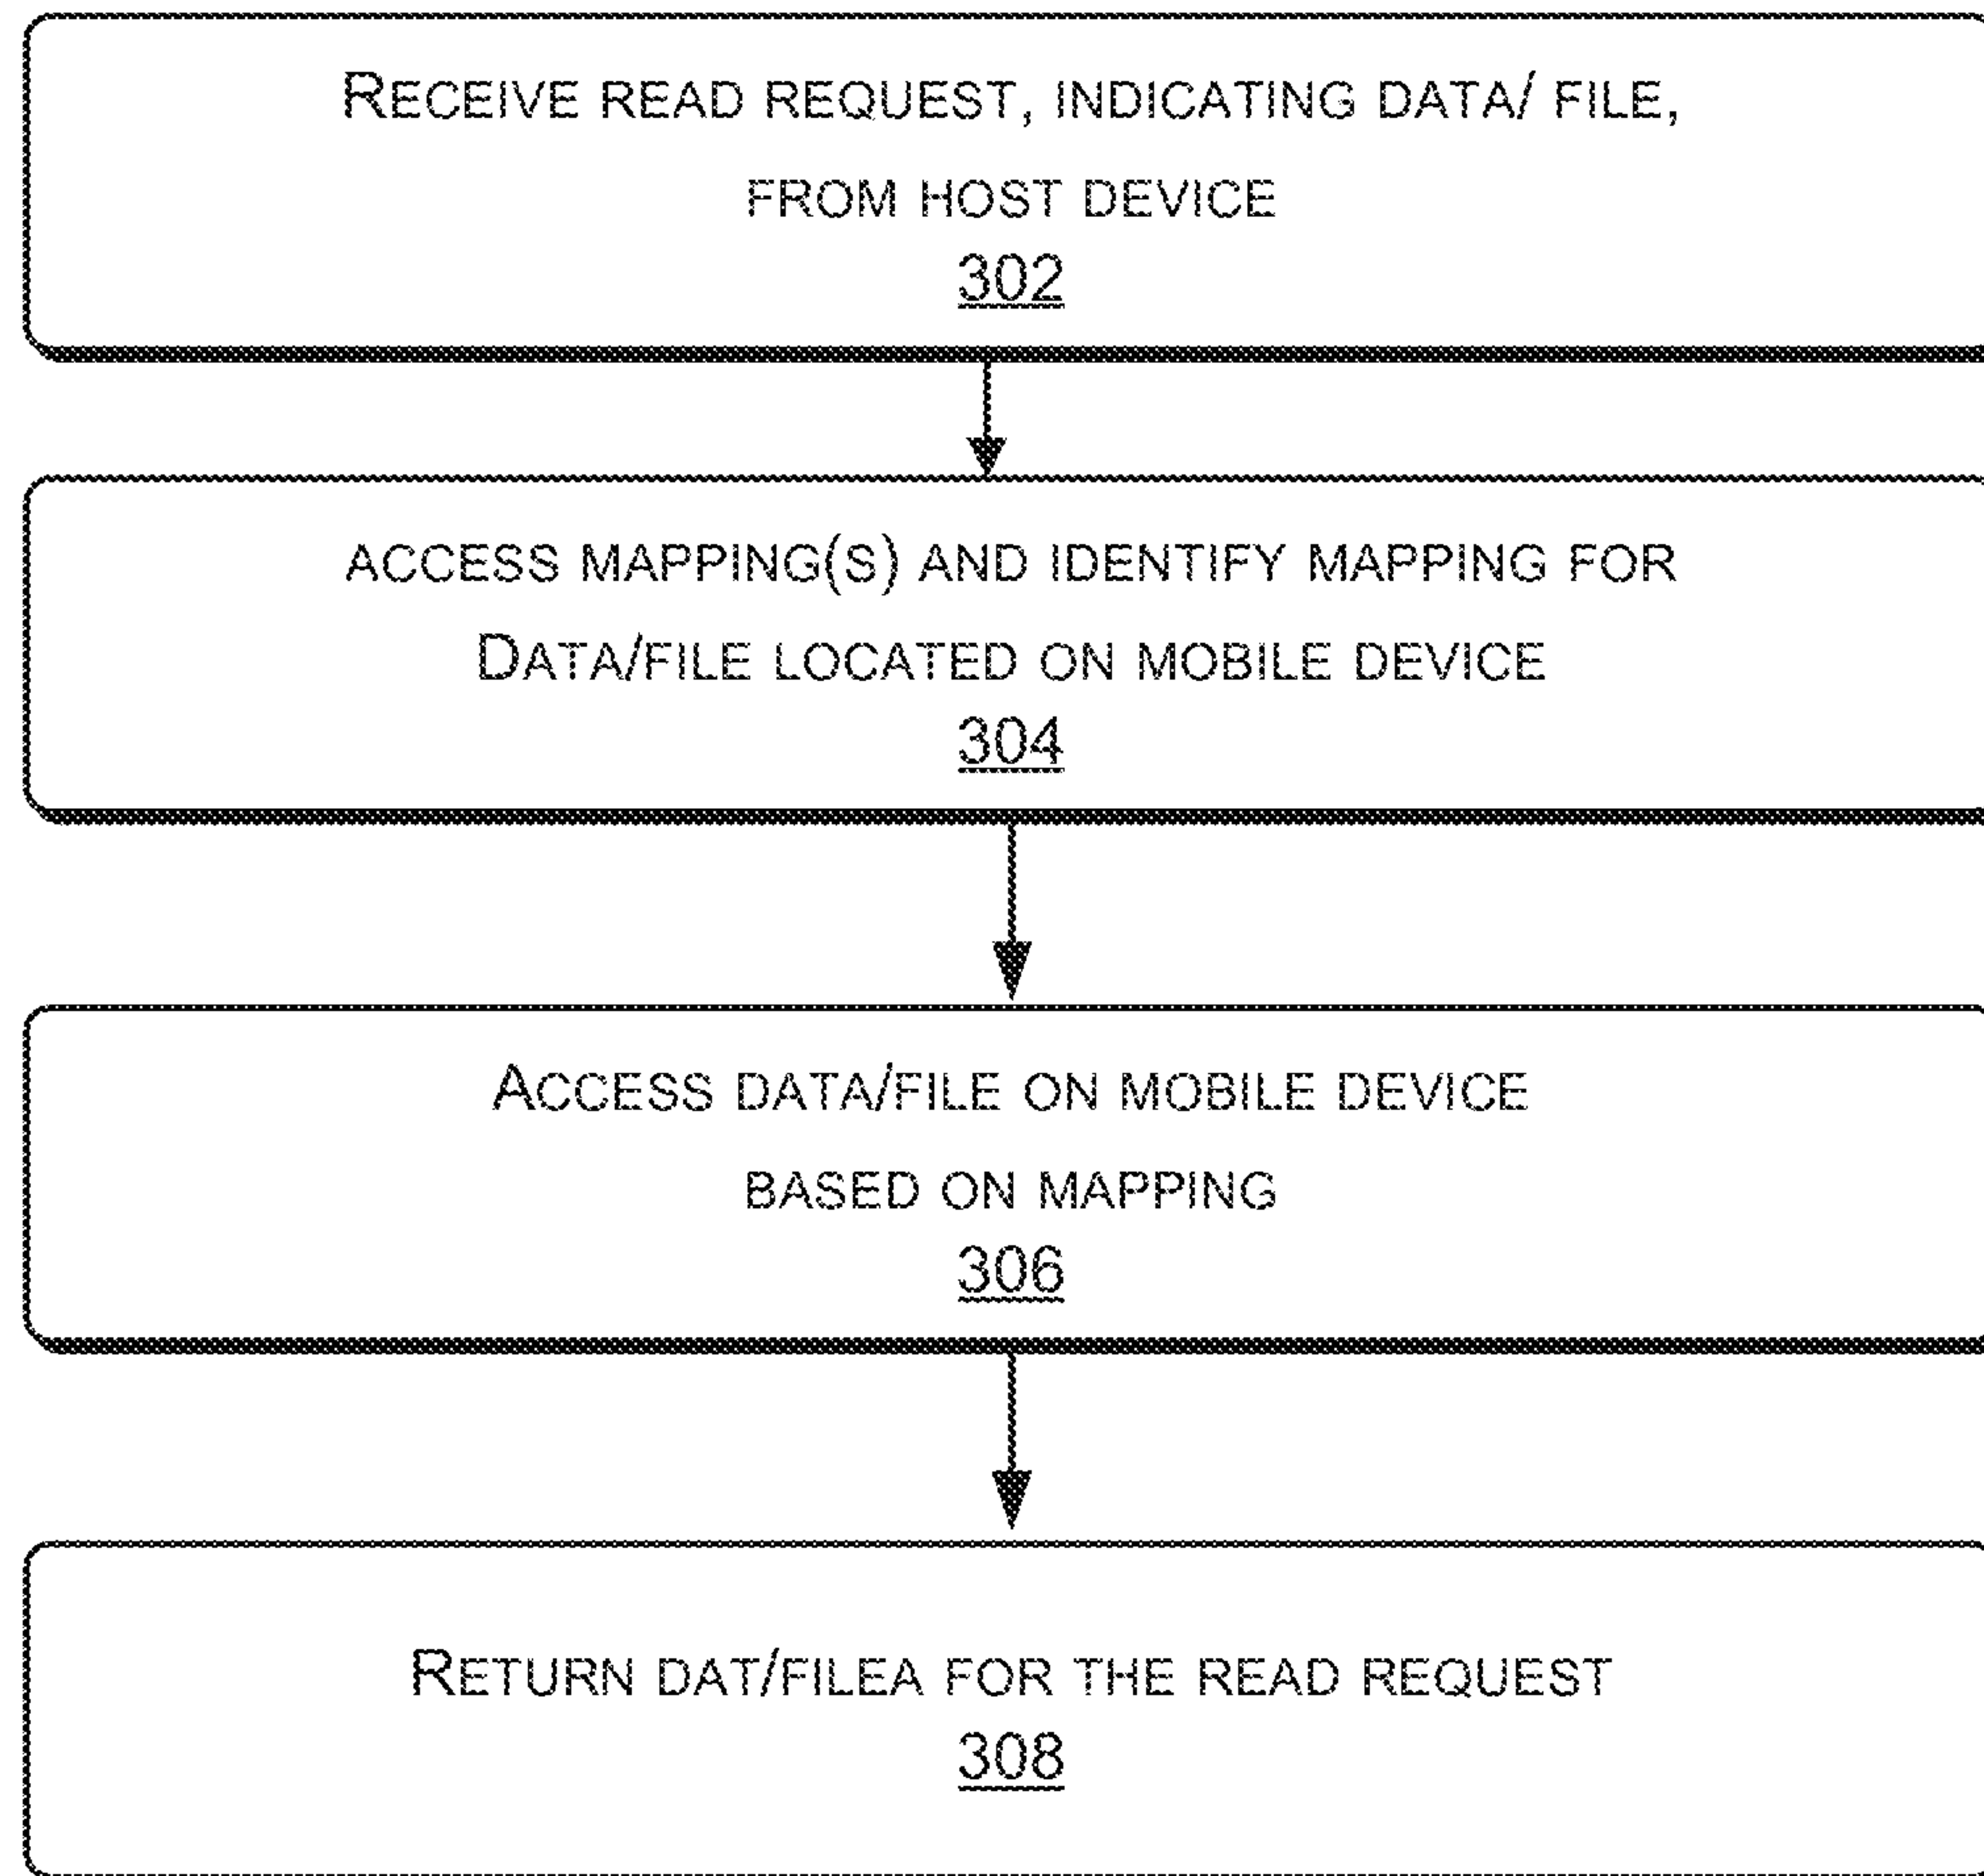 RECEIVE READ REQUEST, INDICATING DATA/ FILE,
FROM HOST DEVICE
302
ACCESS MAPPING(S) AND IDENTIFY MAPPING FOR
DATA/FILE LOCATED ON MOBILE DEVICE
304
ACCESS DATA/FILE ON MOBILE DEVICE
BASED ON MAPPING
306
RETURN DAT/FILEA FOR THE READ REQUEST
308